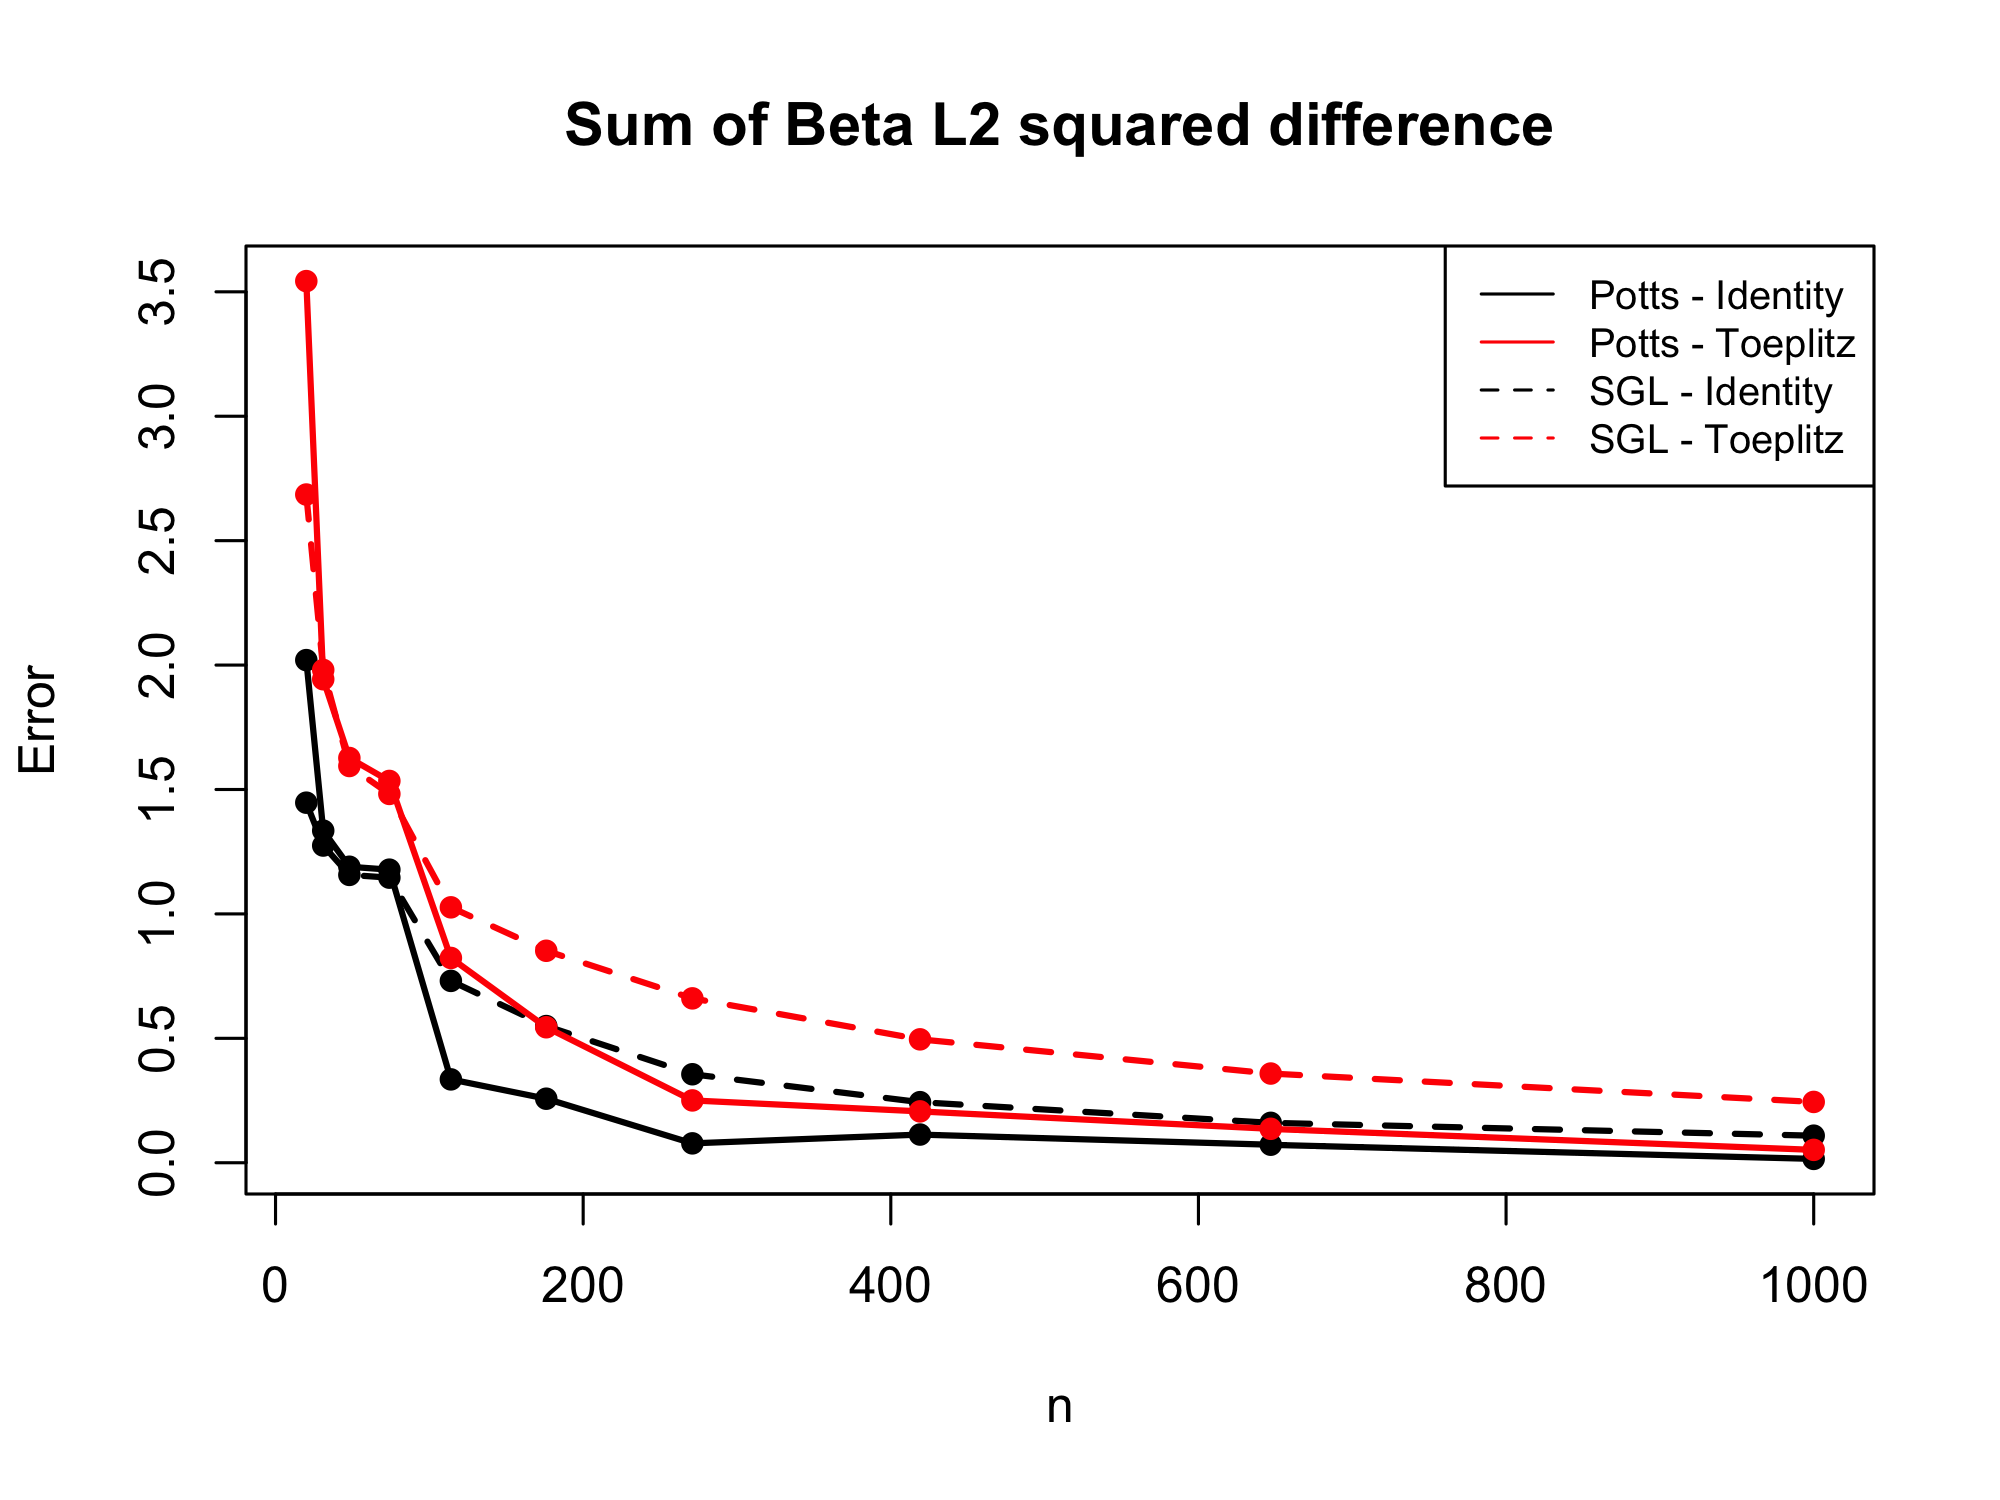 Sum of Beta L2 squared difference
Potts - Identity
Potts - Toeplitz
SGL - Identity
SGL - Toeplitz
Error
3.5
3.0
2.5
2.0
1.5
1.0
0.5
0.0
0 200 400 600 800 1000
n